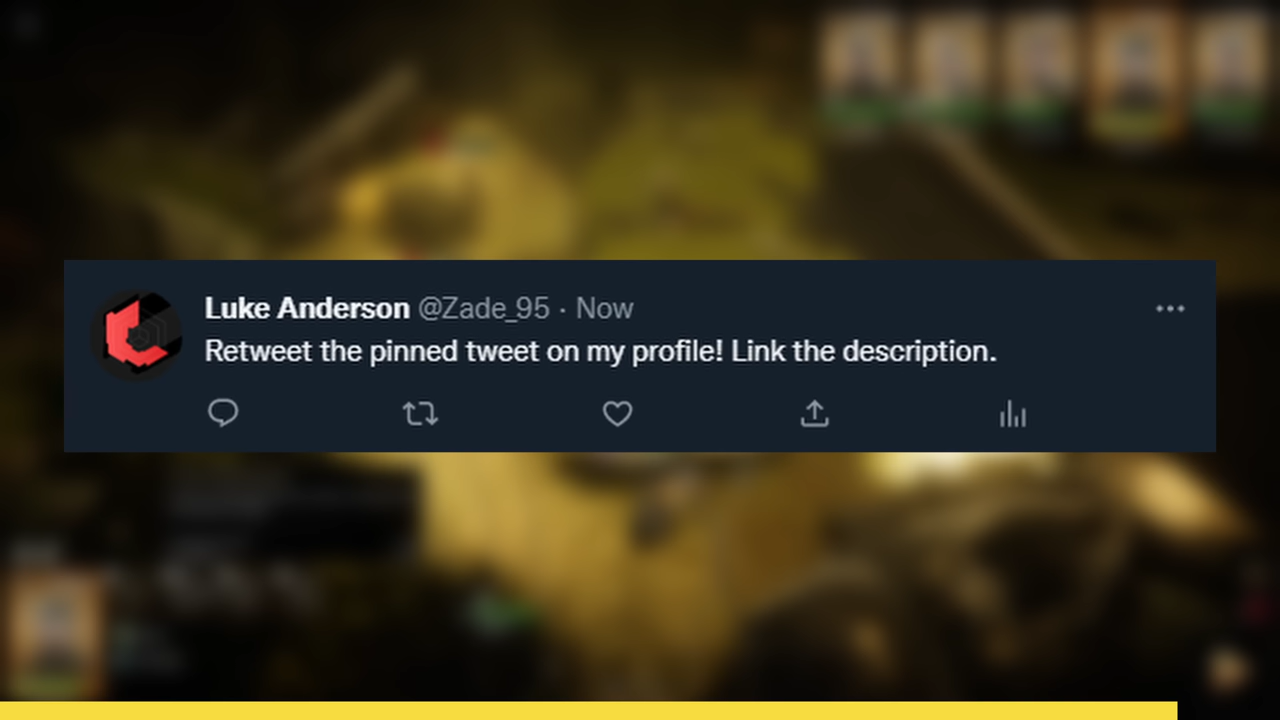 Luke Anderson @Zade_95 · Now
Retweet the pinned tweet on my profile! Link the description.